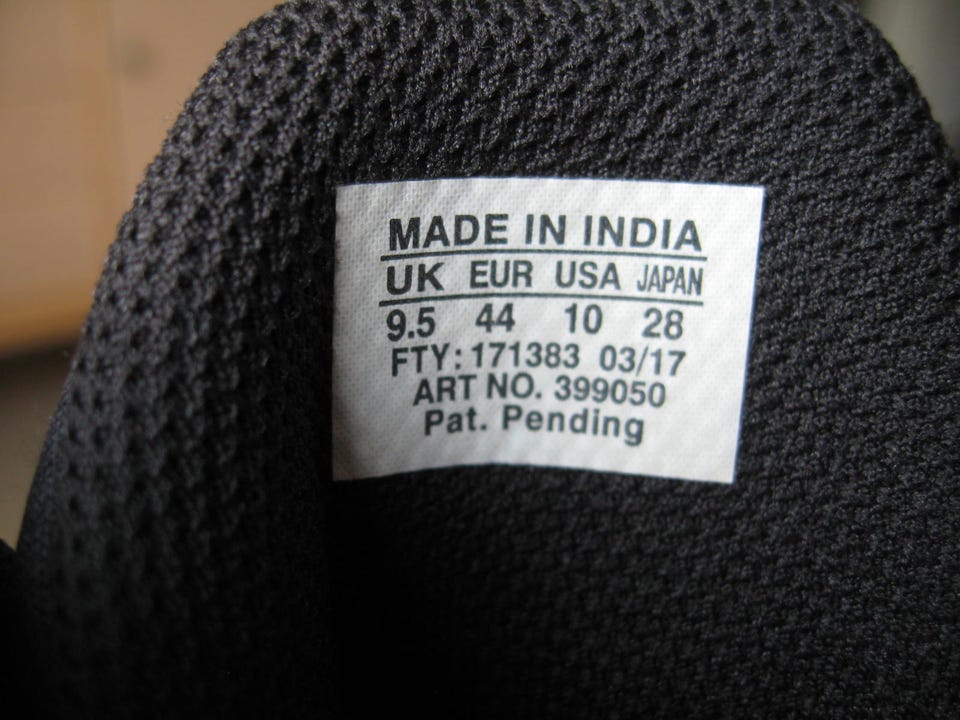 MADE IN INDIA
UK EUR USA JAPAN
9.5 44 10 28
FTY: 171383 03/17
ART NO. 399050
Pat. Pending